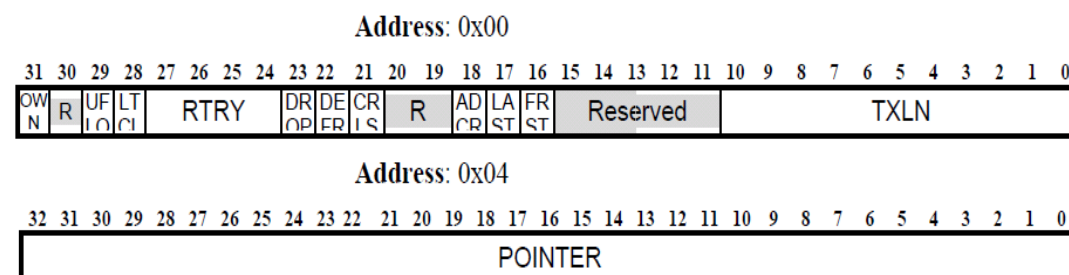 Address: 0x00
31 30 29 28 27 26 25 24 23 22 21 20 19 18 17 16 15 14 13 12 11 10 9 8 7 6 5 4 3 2 1 0
OW UF LT DR DE CR AD LA FR
R RTRY R Reserved TXLN
N LO CL OP FR LS CR ST ST
Address: 0x04
32 31 30 29 28 27 26 25 24 23 22 21 20 19 18 17 16 15 14 13 12 11 10 9 8 7 6 5 4 3 2 1 0
POINTER